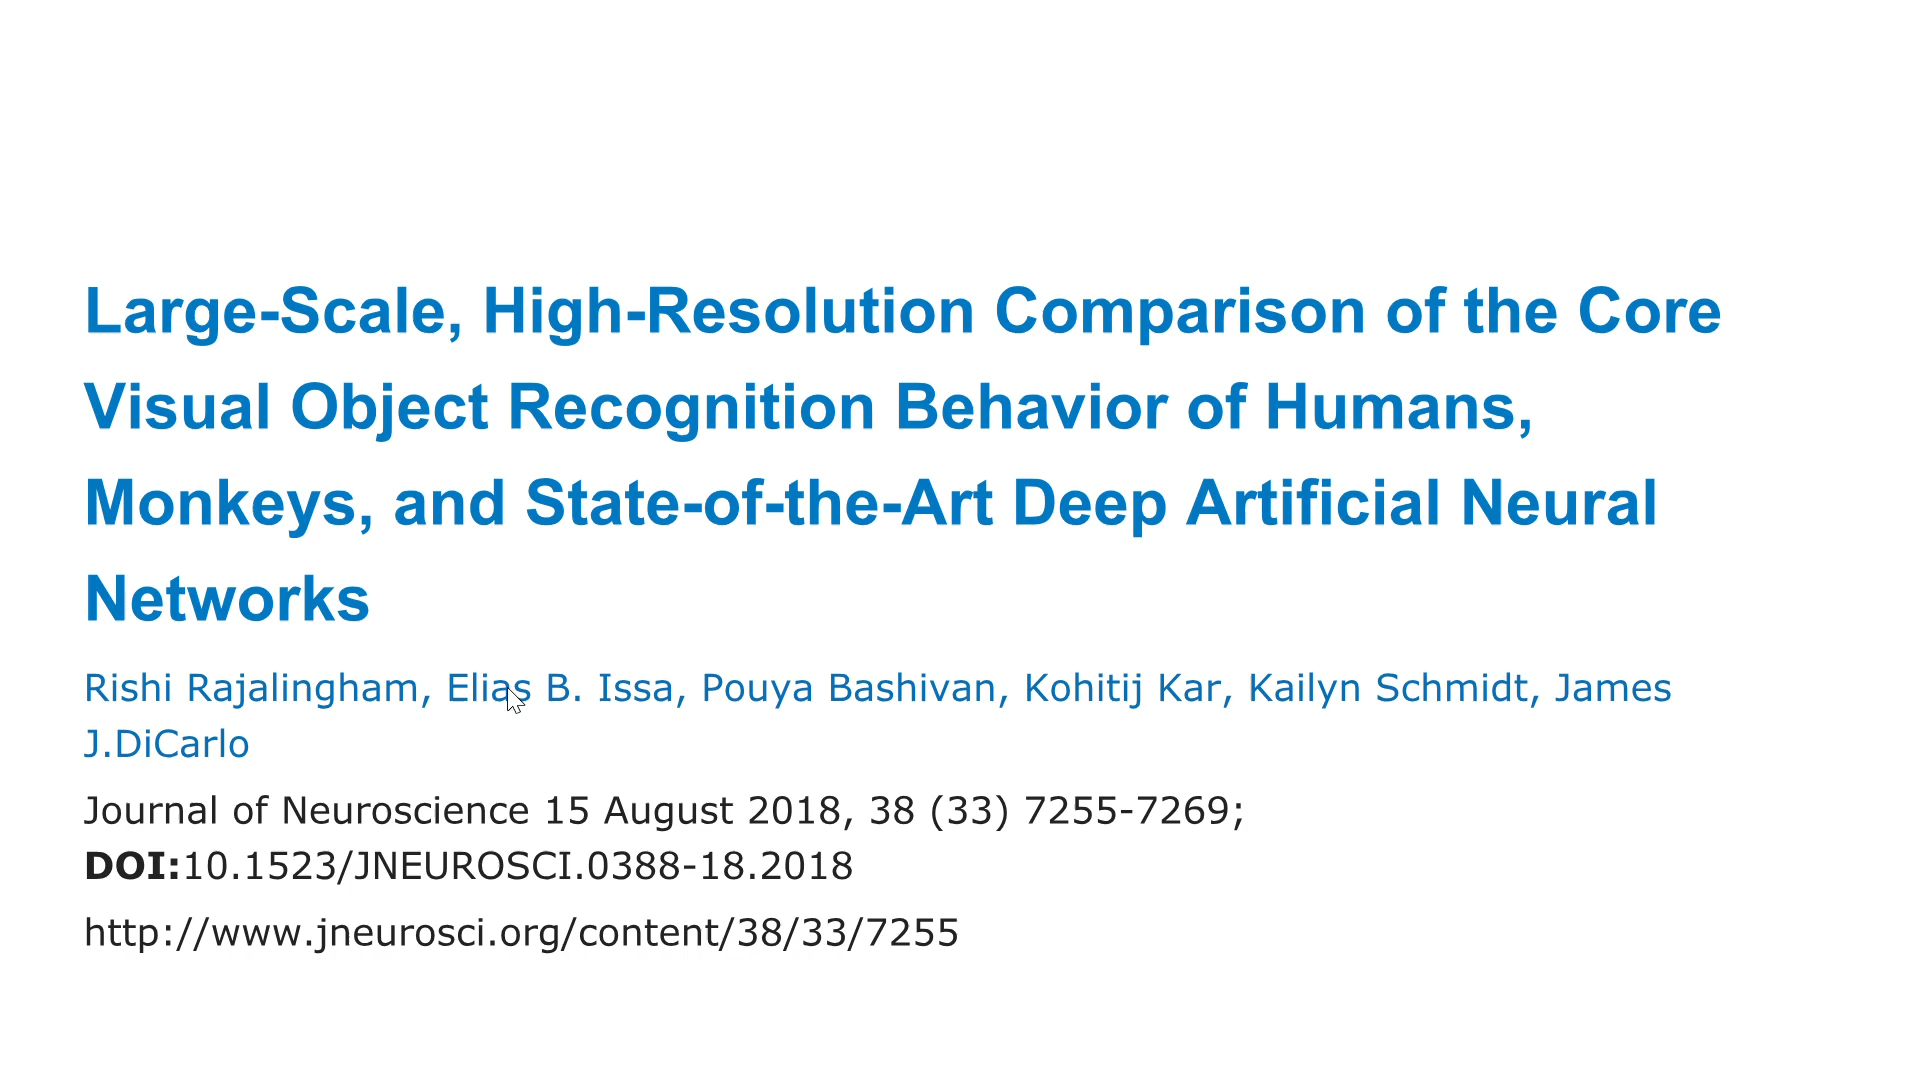 Large-Scale, High-Resolution Comparison of the Core
Visual Object Recognition Behavior of Humans,
Monkeys, and State-of-the-Art Deep Artificial Neural
Networks
Rishi Rajalingham, Elias B. Issa, Pouya Bashivan, Kohitij Kar, Kailyn Schmidt, James
J.DiCarlo
Journal of Neuroscience 15 August 2018, 38 (33) 7255-7269;
DOI:10.1523/JNEUROSCI.0388-18.2018
http://www.jneurosci.org/content/38/33/7255